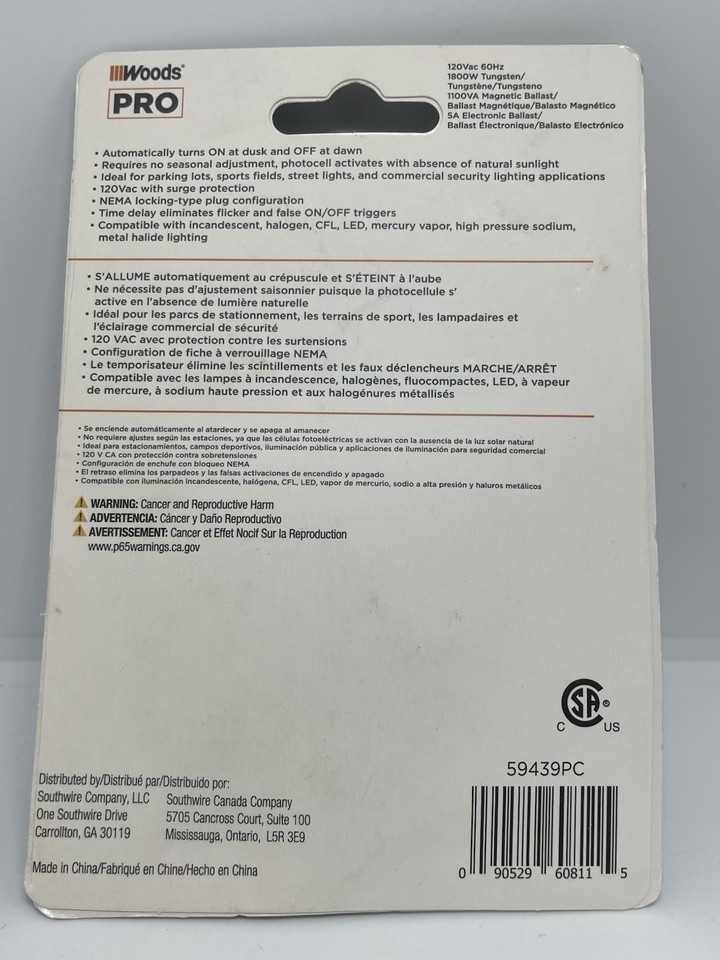 Woods®
PRO
120Vac 60Hz
1800W Tungsten/
Tungstène/Tungsteno
1100VA Magnetic Ballast/
Ballast Magnétique/Balasto Magnético
5A Electronic Ballast/
Ballast Électronique/Balasto Electrónico
• Automatically turns ON at dusk and OFF at dawn
• Requires no seasonal adjustment, photocell activates with absence of natural sunlight
• Ideal for parking lots, sports fields, street lights, and commercial security lighting applications
• 120Vac with surge protection
• NEMA locking-type plug configuration
• Time delay eliminates flicker and false ON/OFF triggers
• Compatible with incandescent, halogen, CFL, LED, mercury vapor, high pressure sodium,
metal halide lighting
• S'ALLUME automatiquement au crépuscule et S'ÉTEINT à l'aube
• Ne nécessite pas d'ajustement saisonnier puisque la photocellule s'
active en l'absence de lumière naturelle
• Idéal pour les parcs de stationnement, les terrains de sport, les lampadaires et
l'éclairage commercial de sécurité
• 120 VAC avec protection contre les surtensions
• Configuration de fiche à verrouillage NEMA
• Le temporisateur élimine les scintillements et les faux déclencheurs MARCHE/ARRÊT
• Compatible avec les lampes à incandescence, halogènes, fluocompactes, LED, à vapeur
de mercure, à sodium haute pression et aux halogénures métallisés
• Se enciende automáticamente al atardecer y se apaga al amanecer
• No requiere ajustes según las estaciones, ya que las células fotoeléctricas se activan con la ausencia de la luz solar natural
• Ideal para estacionamientos, campos deportivos, iluminación pública y aplicaciones de iluminación para seguridad comercial
• 120 V CA con protección contra sobretensiones
• Configuración de enchufe con bloqueo NEMA
• El retraso elimina los parpadeos y las falsas activaciones de encendido y apagado
• Compatible con iluminación incandescente, halógena, CFL, LED, vapor de mercurio, sodio a alta presión y haluros metálicos
WARNING: Cancer and Reproductive Harm
ADVERTENCIA: Cáncer y Daño Reproductivo
AVERTISSEMENT: Cancer et Effet Nocif Sur la Reproduction
www.p65warnings.ca.gov
C SA® US
59439PC
0 90529 60811 5
Distributed by/Distribué par/Distribuido por:
Southwire Company, LLC Southwire Canada Company
One Southwire Drive 5705 Cancross Court, Suite 100
Carrollton, GA 30119 Mississauga, Ontario, L5R 3E9
Made in China/Fabriqué en Chine/Hecho en China